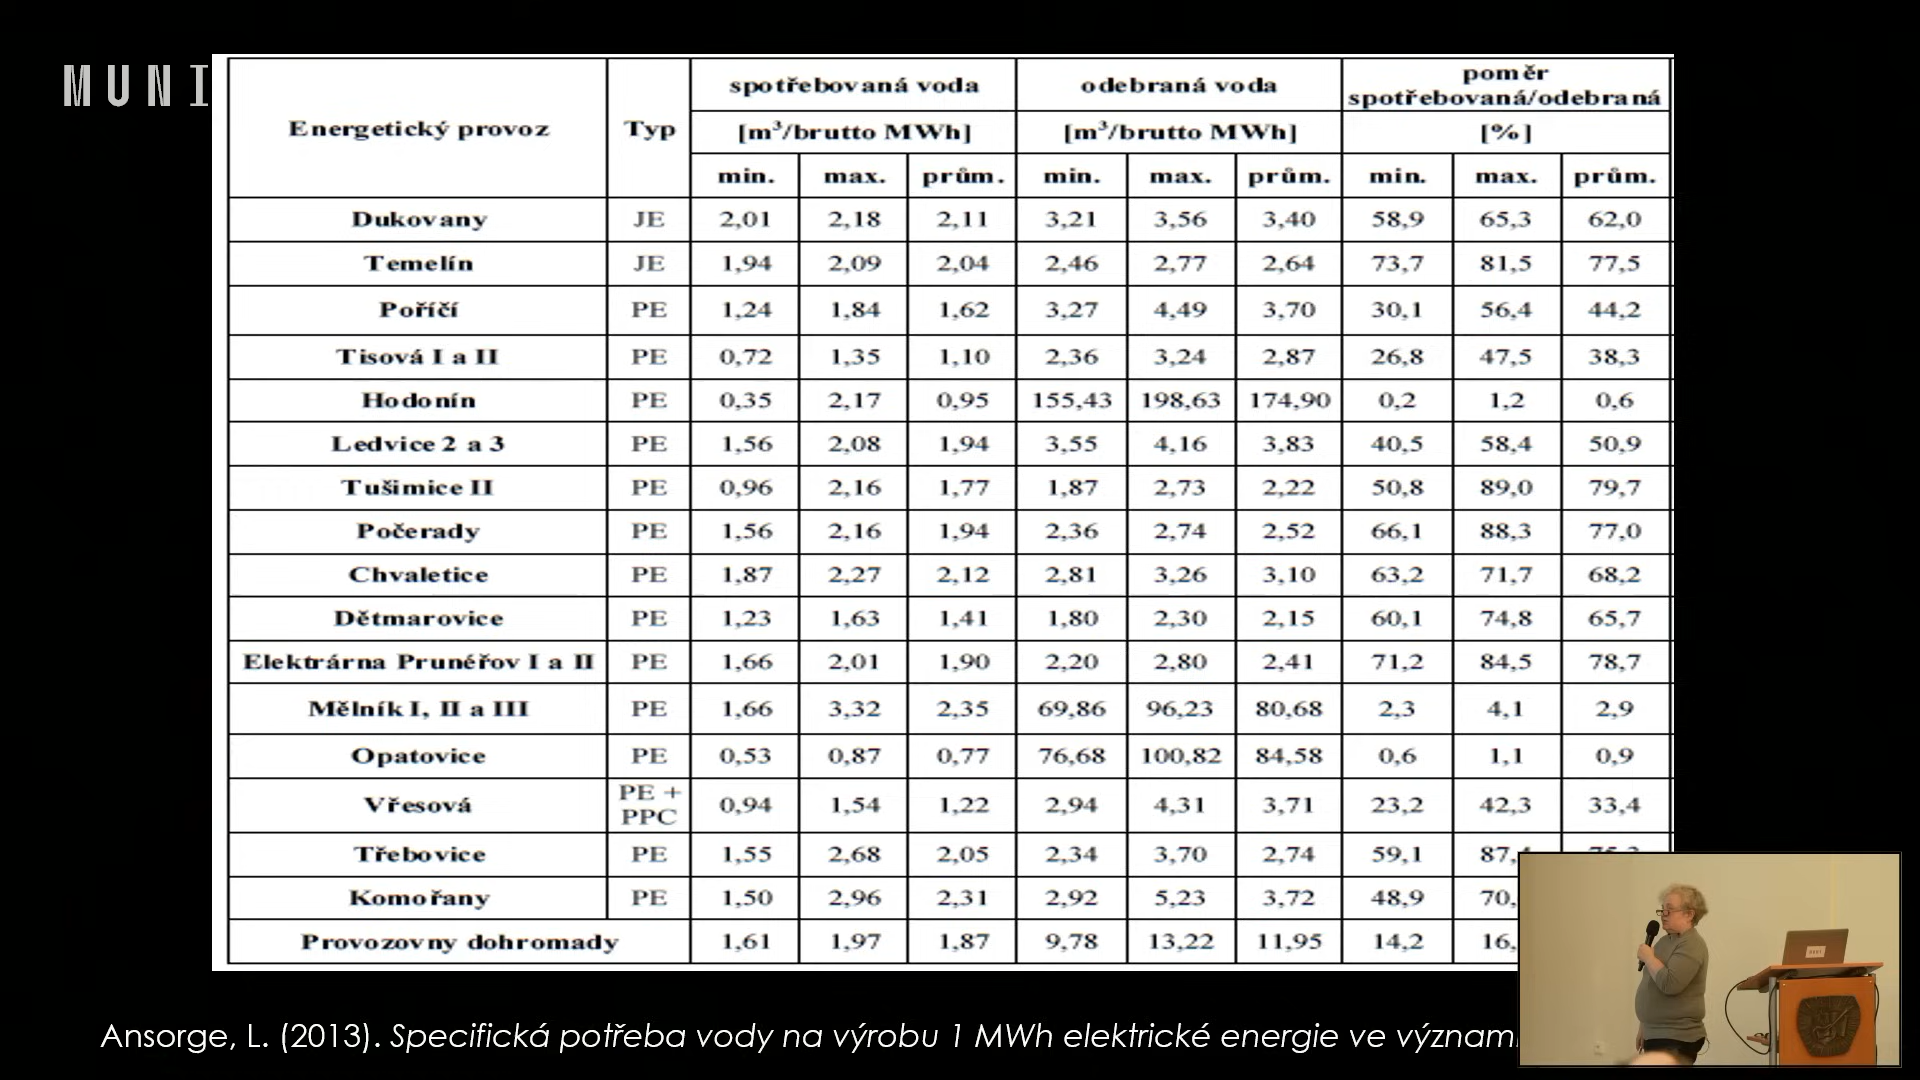 MUNI
Energetický provoz Typ spotřebovaná voda odebraná voda poměr spotřebovaná/odebraná
[m³/brutto MWh] [m³/brutto MWh] [%]
min. max. prům. min. max. prům. min. max. prům.
Dukovany JE 2,01 2,18 2,11 3,21 3,56 3,40 58,9 65,3 62,0
Temelín JE 1,94 2,09 2,04 2,46 2,77 2,64 73,7 81,5 77,5
Poříčí PE 1,24 1,84 1,62 3,27 4,49 3,70 30,1 56,4 44,2
Tisová I a II PE 0,72 1,35 1,10 2,36 3,24 2,87 26,8 47,5 38,3
Hodonín PE 0,35 2,17 0,95 155,43 198,63 174,90 0,2 1,2 0,6
Ledvice 2 a 3 PE 1,56 2,08 1,94 3,55 4,16 3,83 40,5 58,4 50,9
Tušimice II PE 0,96 2,16 1,77 1,87 2,73 2,22 50,8 89,0 79,7
Počerady PE 1,56 2,16 1,94 2,36 2,74 2,52 66,1 88,3 77,0
Chvaletice PE 1,87 2,27 2,12 2,81 3,26 3,10 63,2 71,7 68,2
Dětmarovice PE 1,23 1,63 1,41 1,80 2,30 2,15 60,1 74,8 65,7
Elektrárna Prunéřov I a II PE 1,66 2,01 1,90 2,20 2,80 2,41 71,2 84,5 78,7
Mělník I, II a III PE 1,66 3,32 2,35 69,86 96,23 80,68 2,3 4,1 2,9
Opatovice PE 0,53 0,87 0,77 76,68 100,82 84,58 0,6 1,1 0,9
Vřesová PE + PPC 0,94 1,54 1,22 2,94 4,31 3,71 23,2 42,3 33,4
Třebovice PE 1,55 2,68 2,05 2,34 3,70 2,74 59,1
Komořany PE 1,50 2,96 2,31 2,92 5,23 3,72 48,9
Provozovny dohromady 1,61 1,97 1,87 9,78 13,22 11,95 14,2
Ansorge, L. (2013). Specifická potřeba vody na výrobu 1 MWh elektrické energie ve